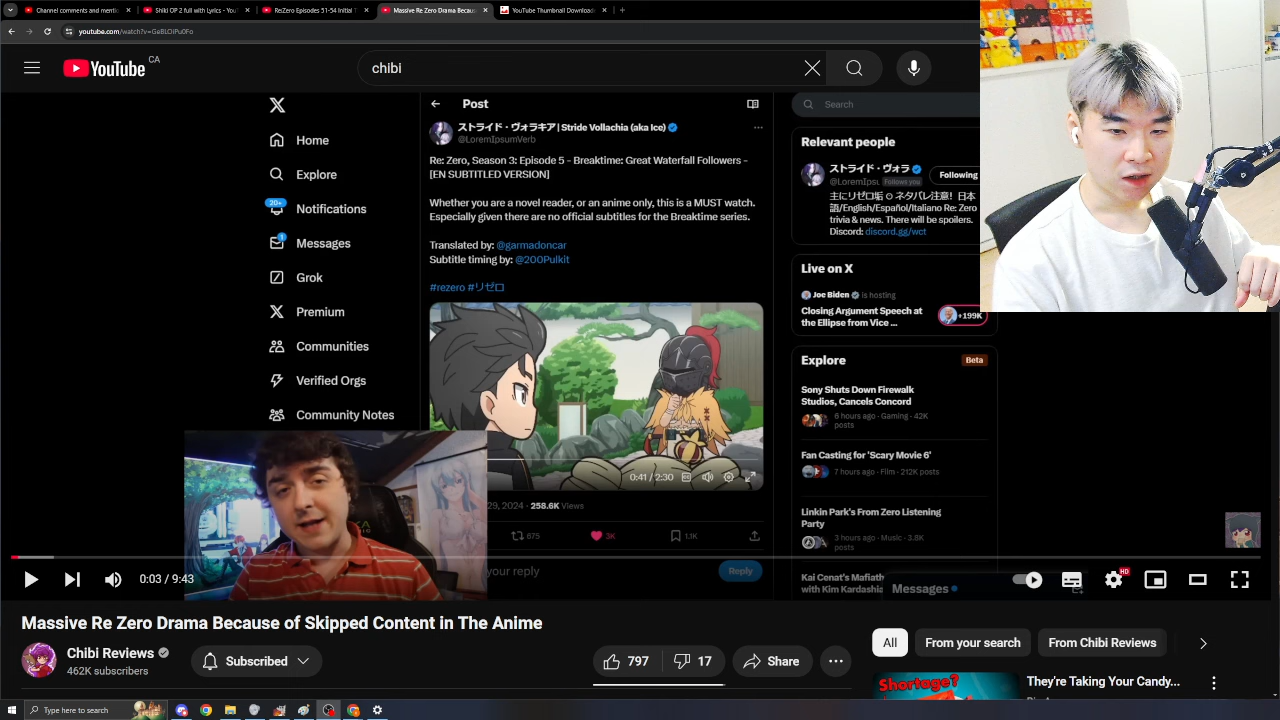 Channel comments and mentio
Shiki OP 2 full with Lyrics - You
Re:Zero Episodes 51-54 Initial
Massive Re Zero Drama Becau
YouTube Thumbnail Download
youtube.com/watch?v=
YouTube CA
chibi
Home
Explore
20+
Notifications
1
Messages
Grok
Premium
Communities
Verified Orgs
Community Notes
Post
ストライド・ヴォラキア | Stride Vollachia (aka Ice)
@LoremIpsumVerb
Re: Zero, Season 3: Episode 5 - Breaktime: Great Waterfall Followers -
[EN SUBTITLED VERSION]
Whether you are a novel reader, or an anime only, this is a MUST watch.
Especially given there are no official subtitles for the Breaktime series.
Translated by: @garmadoncar
Subtitle timing by: @200Pulkit
#rezero #リゼロ
0:41 / 2:30
29, 2024 · 258.6K Views
675
3K
1.1K
your reply
Reply
Search
Relevant people
ストライド・ヴォラ
Following
@LoremIpsu Follows you
主にリゼロ垢 ネタバレ注意! 日本
語/English/Español/Italiano Re: Zero
trivia & news. There will be spoilers.
Discord: discord.gg/wct
Live on X
Joe Biden is hosting
Closing Argument Speech at
the Ellipse from Vice ...
+199K
Explore
Beta
Sony Shuts Down Firewalk
Studios, Cancels Concord
6 hours ago · Gaming · 42K
posts
Fan Casting for 'Scary Movie 6'
7 hours ago · Film · 212K posts
Linkin Park's From Zero Listening
Party
3 hours ago · Music · 3.8K
posts
Kai Cenat's Mafiath
with Kim Kardashia
Messages
0:03 / 9:43
HD
Massive Re Zero Drama Because of Skipped Content in The Anime
Chibi Reviews
462K subscribers
Subscribed
797
17
Share
All
From your search
From Chibi Reviews
Shortage?
They're Taking Your Candy...
Type here to search